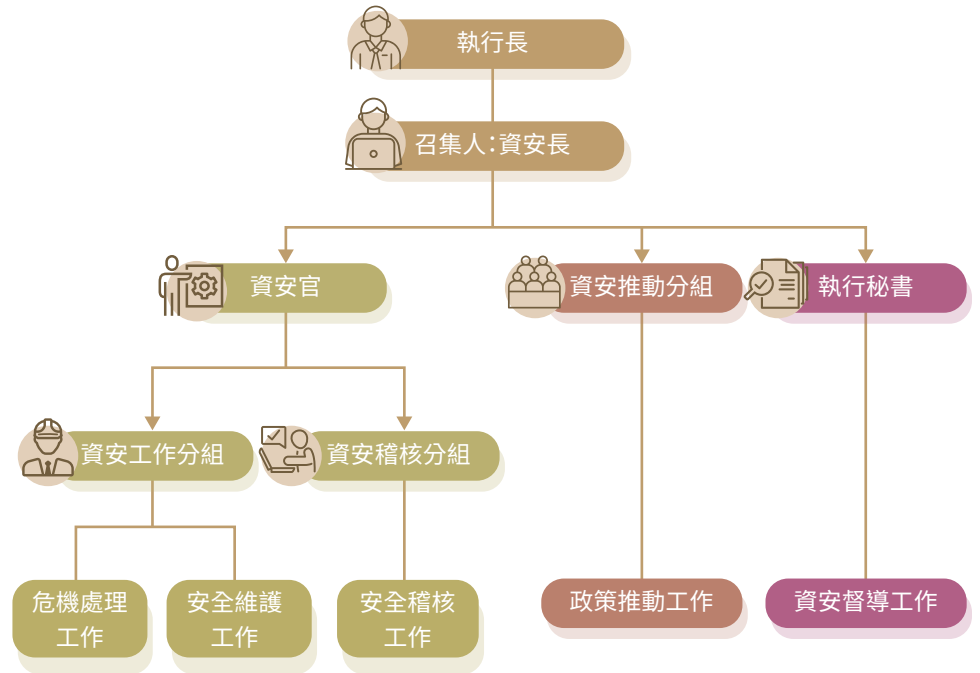 執行長
召集人:資安長
資安官
資安推動分組
執行秘書
資安工作分組
資安稽核分組
危機處理
工作
安全維護
工作
安全稽核
工作
政策推動工作
資安督導工作